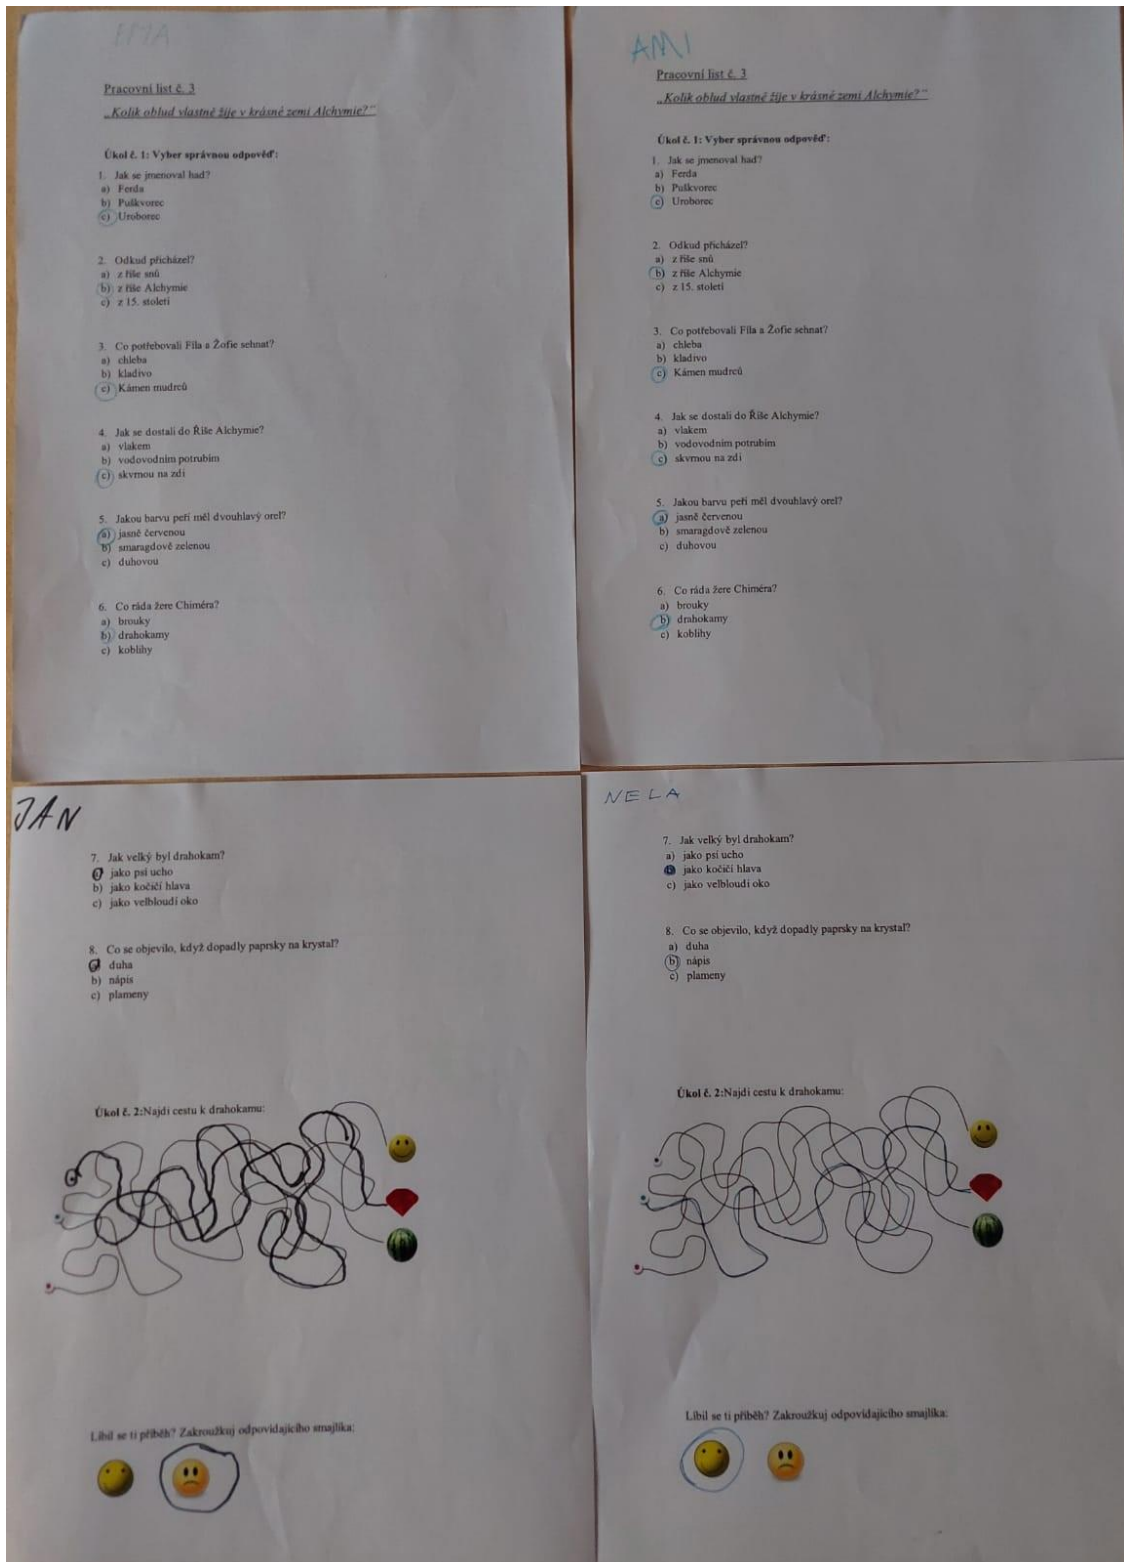 EMA
Pracovní list č. 3
„Kolik oblud vlastně žije v krásné zemi Alchymie?“
Úkol č. 1: Vyber správnou odpověď:
1. Jak se jmenoval had?
a) Ferda
b) Puškvorec
c) Uroborec
2. Odkud přicházel?
a) z říše snů
b) z říše Alchymie
c) z 15. století
3. Co potřebovali Fíla a Žofie sehnat?
a) chleba
b) kladivo
c) Kámen mudrců
4. Jak se dostali do Říše Alchymie?
a) vlakem
b) vodovodním potrubím
c) skvrnou na zdi
5. Jakou barvu peří měl dvouhlavý orel?
a) jasně červenou
b) smaragdově zelenou
c) duhovou
6. Co ráda žere Chiméra?
a) brouky
b) drahokamy
c) koblihy
AMI
Pracovní list č. 3
„Kolik oblud vlastně žije v krásné zemi Alchymie?“
Úkol č. 1: Vyber správnou odpověď:
1. Jak se jmenoval had?
a) Ferda
b) Puškvorec
c) Uroborec
2. Odkud přicházel?
a) z říše snů
b) z říše Alchymie
c) z 15. století
3. Co potřebovali Fíla a Žofie sehnat?
a) chleba
b) kladivo
c) Kámen mudrců
4. Jak se dostali do Říše Alchymie?
a) vlakem
b) vodovodním potrubím
c) skvrnou na zdi
5. Jakou barvu peří měl dvouhlavý orel?
a) jasně červenou
b) smaragdově zelenou
c) duhovou
6. Co ráda žere Chiméra?
a) brouky
b) drahokamy
c) koblihy
JAN
7. Jak velký byl drahokam?
a) jako psí ucho
b) jako kočičí hlava
c) jako velbloudí oko
8. Co se objevilo, když dopadly paprsky na krystal?
a) duha
b) nápis
c) plameny
Úkol č. 2:Najdi cestu k drahokamu:
Líbil se ti příběh? Zakroužkuj odpovídajícího smajlíka:
NELA
7. Jak velký byl drahokam?
a) jako psí ucho
b) jako kočičí hlava
c) jako velbloudí oko
8. Co se objevilo, když dopadly paprsky na krystal?
a) duha
b) nápis
c) plameny
Úkol č. 2:Najdi cestu k drahokamu:
Líbil se ti příběh? Zakroužkuj odpovídajícího smajlíka: